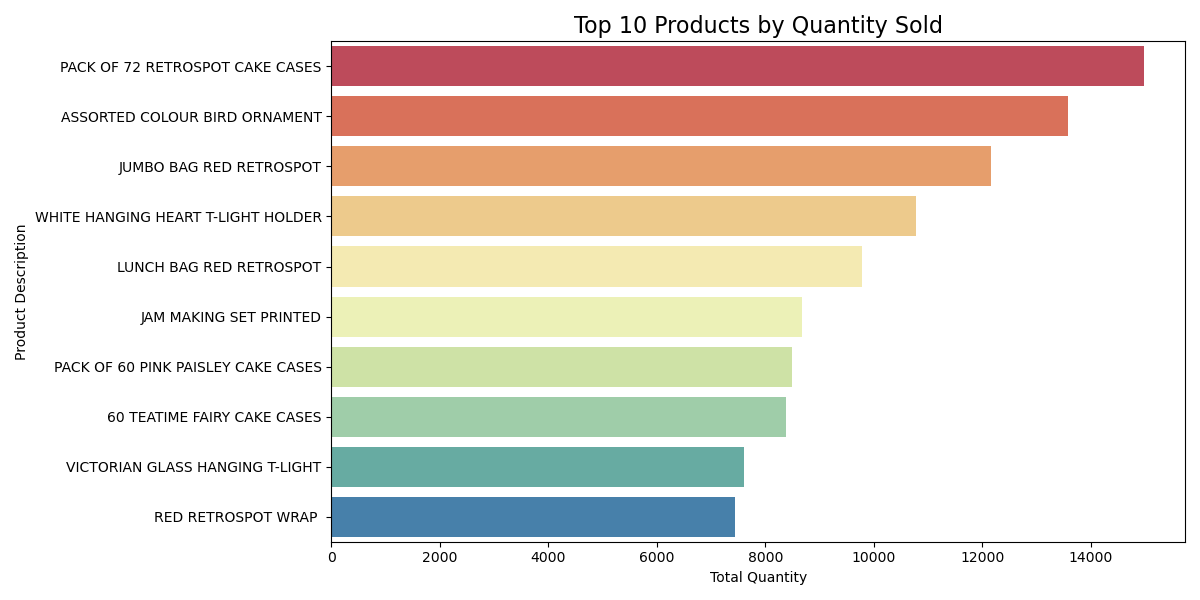 Top 10 Products by Quantity Sold
Product Description
PACK OF 72 RETROSPOT CAKE CASES
ASSORTED COLOUR BIRD ORNAMENT
JUMBO BAG RED RETROSPOT
WHITE HANGING HEART T-LIGHT HOLDER
LUNCH BAG RED RETROSPOT
JAM MAKING SET PRINTED
PACK OF 60 PINK PAISLEY CAKE CASES
60 TEATIME FAIRY CAKE CASES
VICTORIAN GLASS HANGING T-LIGHT
RED RETROSPOT WRAP
0 2000 4000 6000 8000 10000 12000 14000
Total Quantity